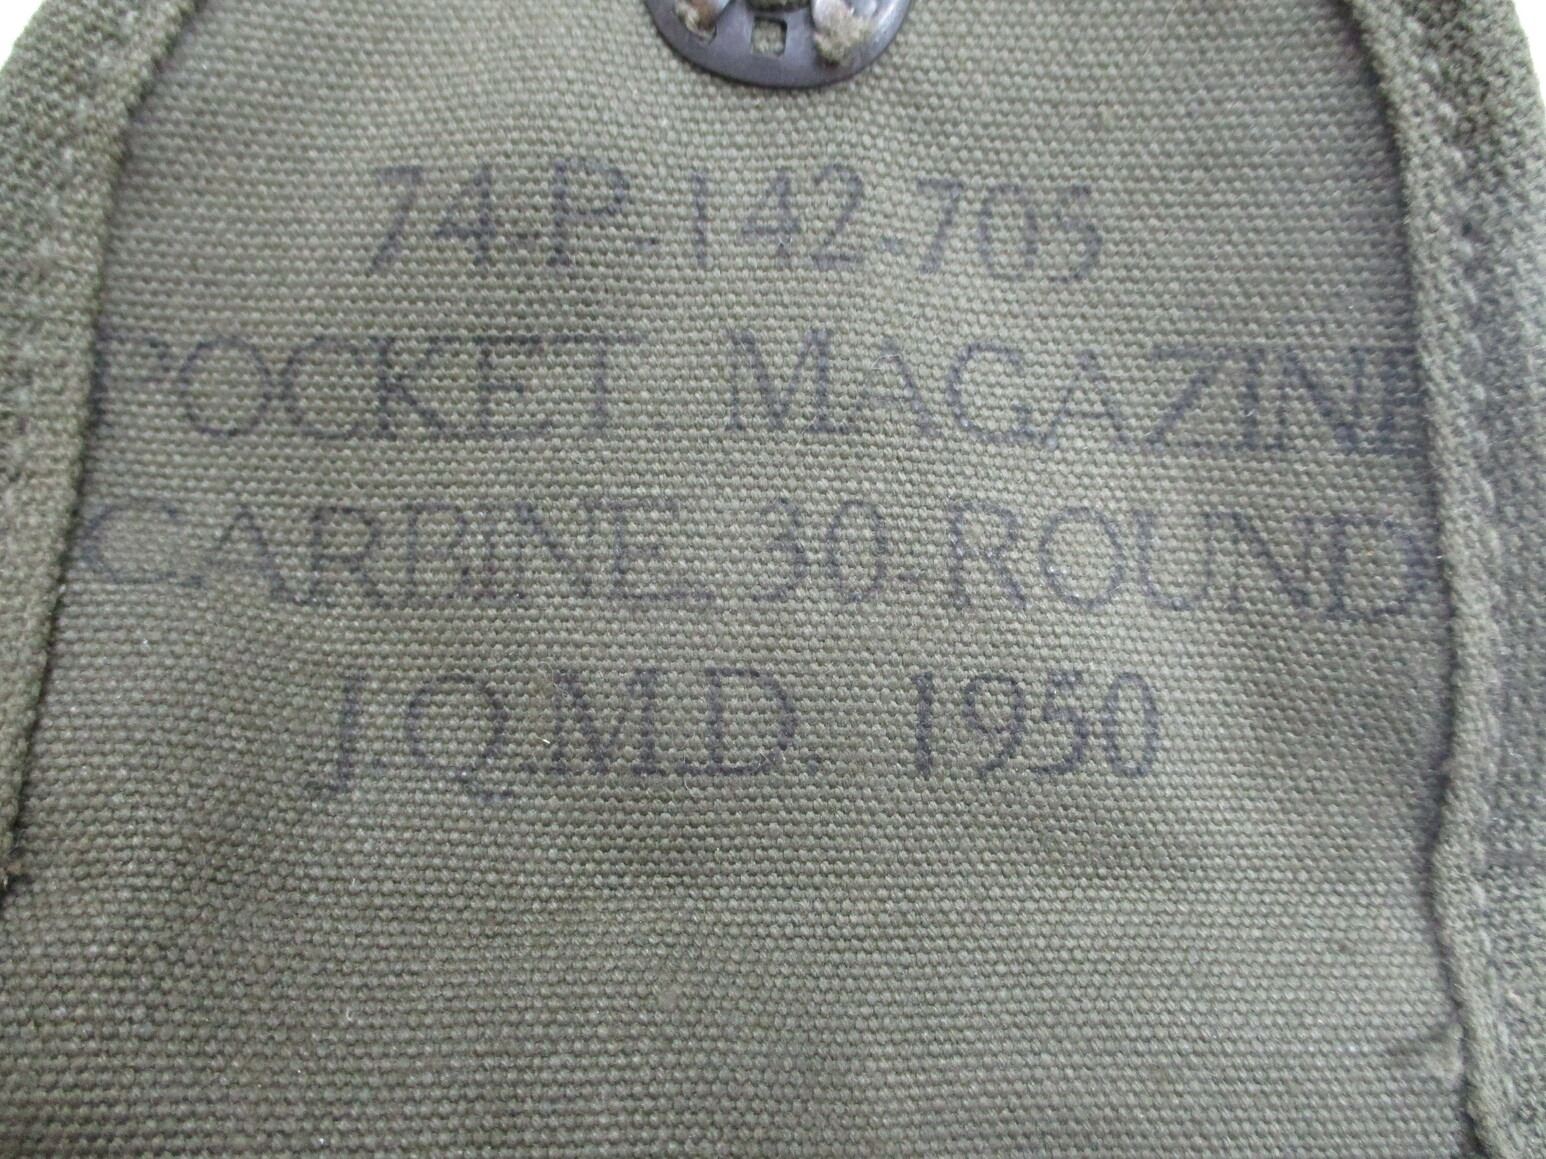 74-P-142-705
POCKET MAGAZINE
CARBINE 30-ROUND
J.Q.M.D. 1950